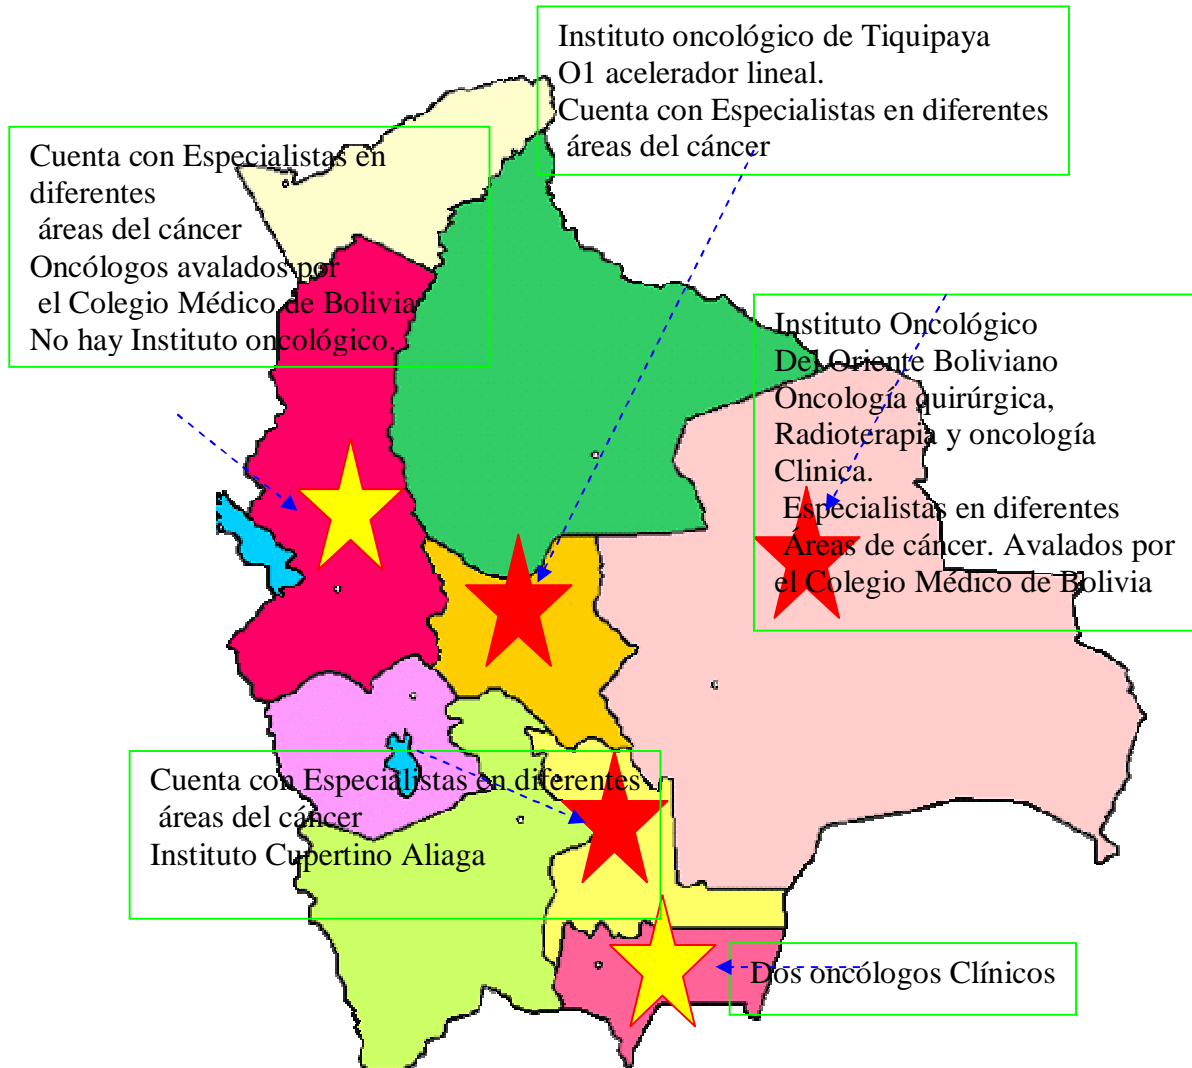 Instituto oncológico de Tiquipaya
O1 acelerador lineal.
Cuenta con Especialistas en diferentes
áreas del cáncer
Cuenta con Especialistas en
diferentes
áreas del cáncer
Oncólogos avalados por
el Colegio Médico de Bolivia
No hay Instituto oncológico.
Instituto Oncológico
Del Oriente Boliviano
Oncología quirúrgica,
Radioterapia y oncología
Clinica.
Especialistas en diferentes
Áreas de cáncer. Avalados por
el Colegio Médico de Bolivia
Cuenta con Especialistas en diferentes
áreas del cáncer
Instituto Cupertino Aliaga
Dos oncólogos Clínicos